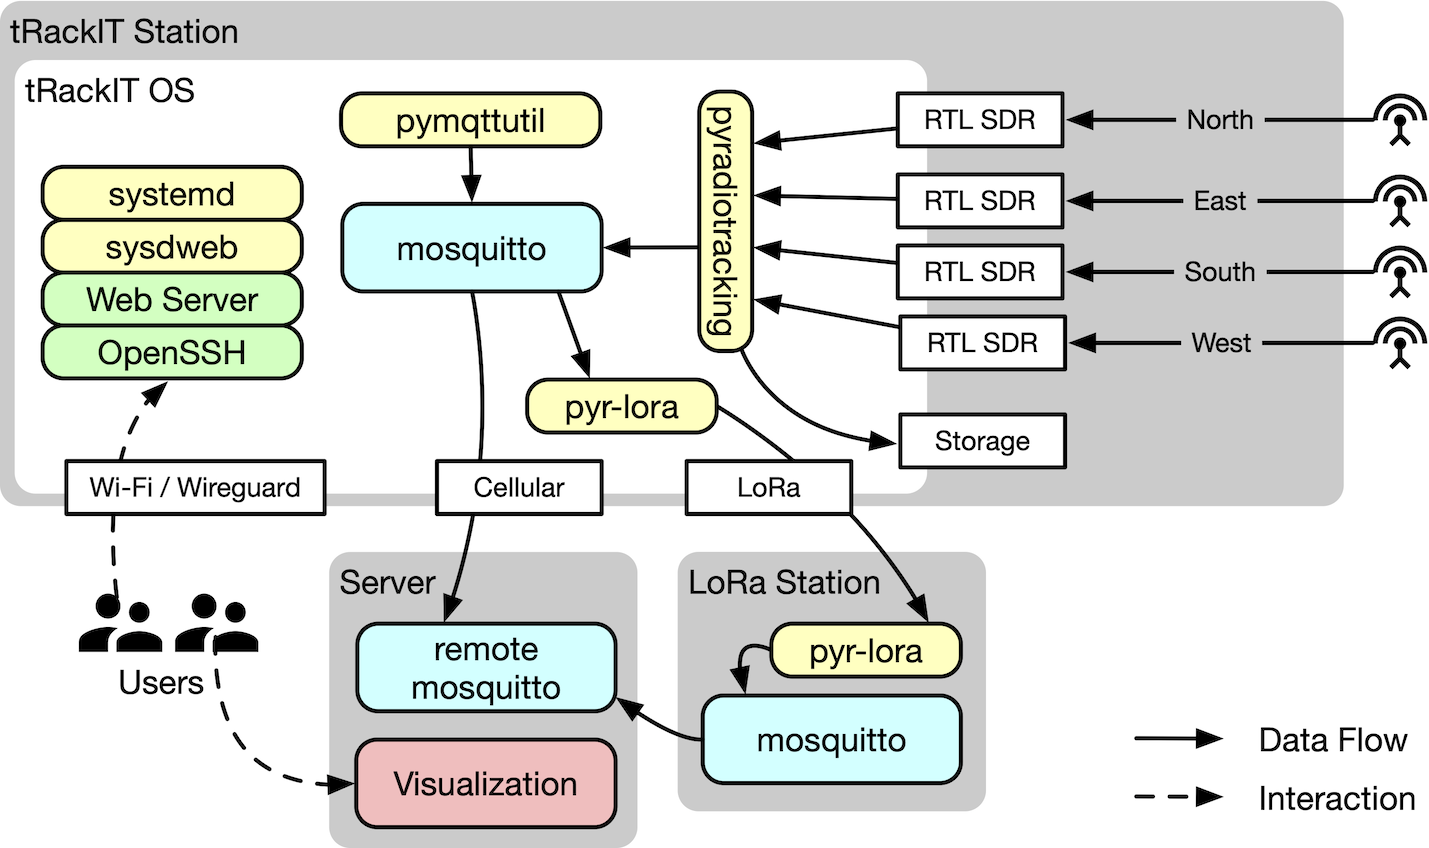 tRackIT Station
tRackIT OS
pymqttutil
pyradiotracking
RTL SDR
North
systemd
RTL SDR
East
sysdweb
mosquitto
RTL SDR
South
Web Server
RTL SDR
West
OpenSSH
pyr-lora
Storage
Wi-Fi / Wireguard
Cellular
LoRa
Server
LoRa Station
remote
mosquitto
pyr-lora
Users
mosquitto
Visualization
Data Flow
Interaction